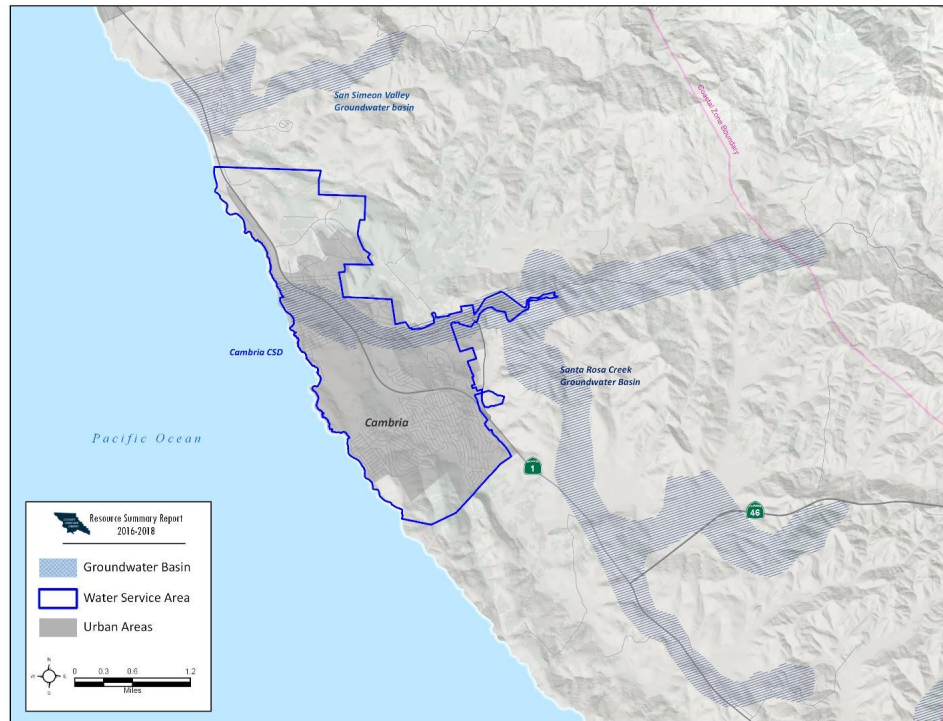 San Simeon Valley
Groundwater basin
Coastal Zone Boundary
Cambria CSD
Santa Rosa Creek
Groundwater Basin
Cambria
Pacific Ocean
1
46
Resource Summary Report
2016-2018
Groundwater Basin
Water Service Area
Urban Areas
N
W E
S
0 0.3 0.6 1.2
Miles